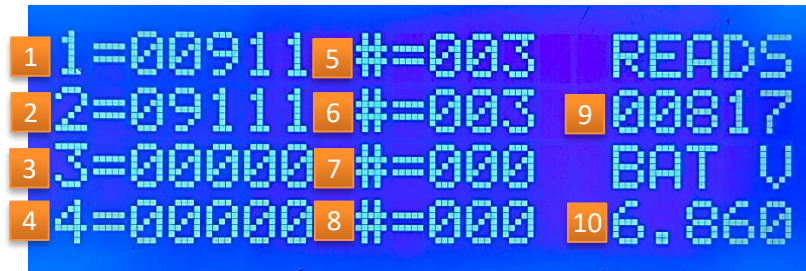 1 1=00911 5 #=003 READS
2 2=09111 6 #=003 9 00817
3 3=00000 7 #=000 BAT V
4 4=00000 8 #=000 10 6.860